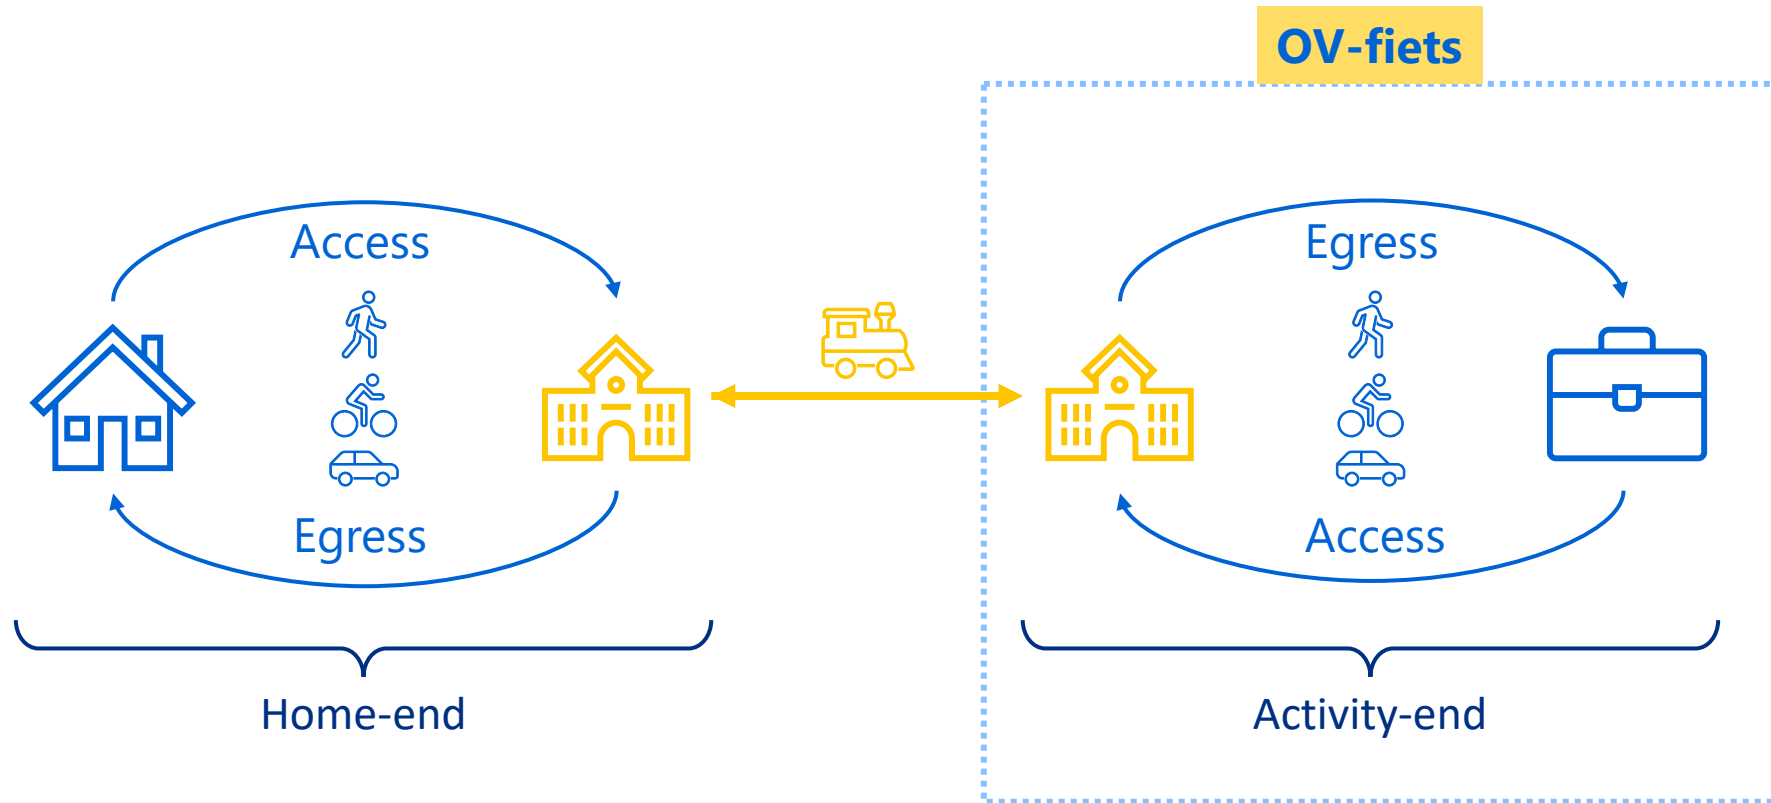 OV-fiets
Access
Egress
Egress
Access
Home-end
Activity-end